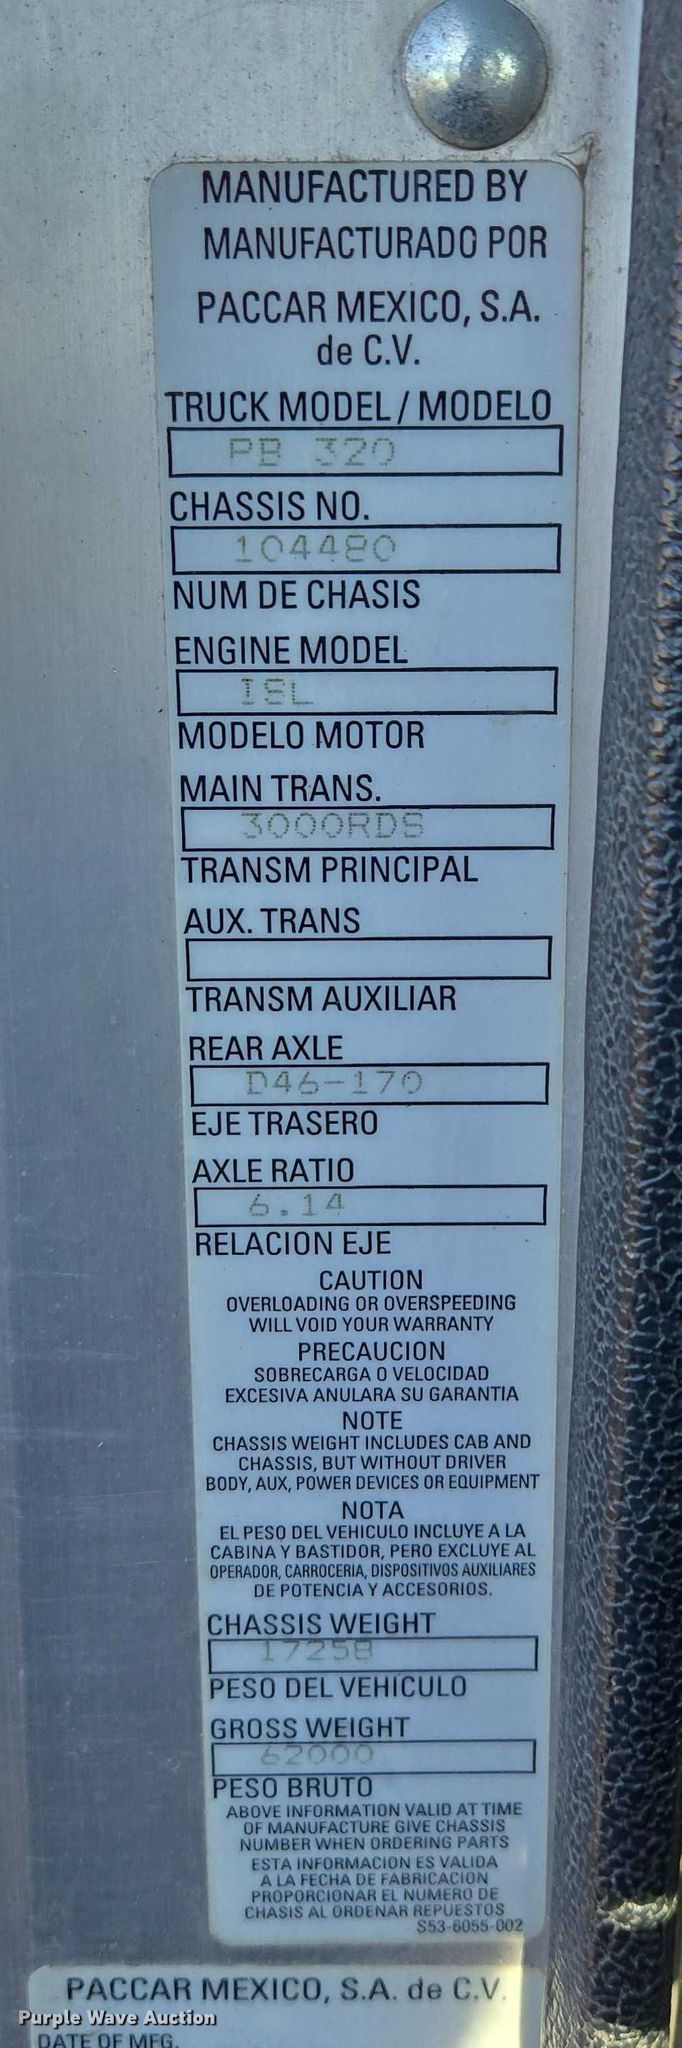 MANUFACTURED BY
MANUFACTURADO POR
PACCAR MEXICO, S.A.
de C.V.
TRUCK MODEL / MODELO
PB 320
CHASSIS NO.
104480
NUM DE CHASIS
ENGINE MODEL
ISL
MODELO MOTOR
MAIN TRANS.
3000RDS
TRANSM PRINCIPAL
AUX. TRANS
TRANSM AUXILIAR
REAR AXLE
D46-170
EJE TRASERO
AXLE RATIO
6.14
RELACION EJE
CAUTION
OVERLOADING OR OVERSPEEDING
WILL VOID YOUR WARRANTY
PRECAUCION
SOBRECARGA O VELOCIDAD
EXCESIVA ANULARA SU GARANTIA
NOTE
CHASSIS WEIGHT INCLUDES CAB AND
CHASSIS, BUT WITHOUT DRIVER
BODY, AUX, POWER DEVICES OR EQUIPMENT
NOTA
EL PESO DEL VEHICULO INCLUYE A LA
CABINA Y BASTIDOR, PERO EXCLUYE AL
OPERADOR, CARROCERIA, DISPOSITIVOS AUXILIARES
DE POTENCIA Y ACCESORIOS.
CHASSIS WEIGHT
17258
PESO DEL VEHICULO
GROSS WEIGHT
62000
PESO BRUTO
ABOVE INFORMATION VALID AT TIME
OF MANUFACTURE GIVE CHASSIS
NUMBER WHEN ORDERING PARTS
ESTA INFORMACION ES VALIDA
A LA FECHA DE FABRICACION
PROPORCIONAR EL NUMERO DE
CHASIS AL ORDENAR REPUESTOS
S53-6055-002
PACCAR MEXICO, S.A. de C.V.
Purple Wave Auction
DATE OF MFG.